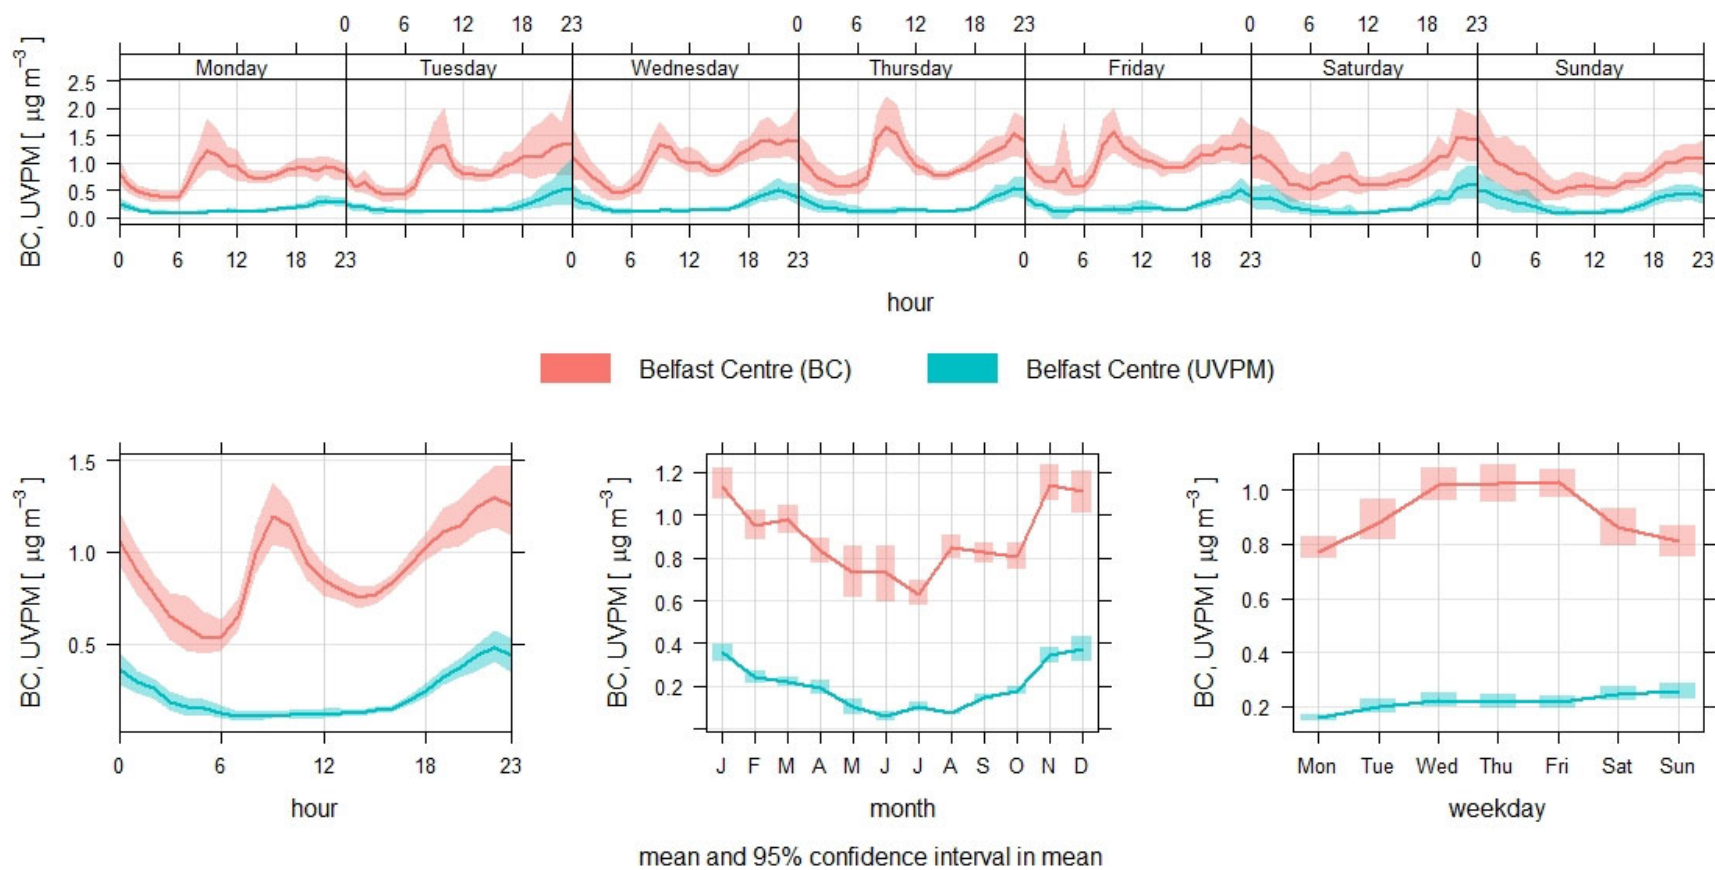 0 6 12 18 23 0 6 12 18 23 0 6 12 18 23
Monday Tuesday Wednesday Thursday Friday Saturday Sunday
BC, UVPM [ µg m⁻³ ]
2.5
2.0
1.5
1.0
0.5
0.0
0 6 12 18 23 0 6 12 18 23 0 6 12 18 23 0 6 12 18 23
hour
Belfast Centre (BC) Belfast Centre (UVPM)
BC, UVPM [ µg m⁻³ ]
1.5
1.0
0.5
0 6 12 18 23
hour
BC, UVPM [ µg m⁻³ ]
1.2
1.0
0.8
0.6
0.4
0.2
J F M A M J J A S O N D
month
BC, UVPM [ µg m⁻³ ]
1.0
0.8
0.6
0.4
0.2
Mon Tue Wed Thu Fri Sat Sun
weekday
mean and 95% confidence interval in mean